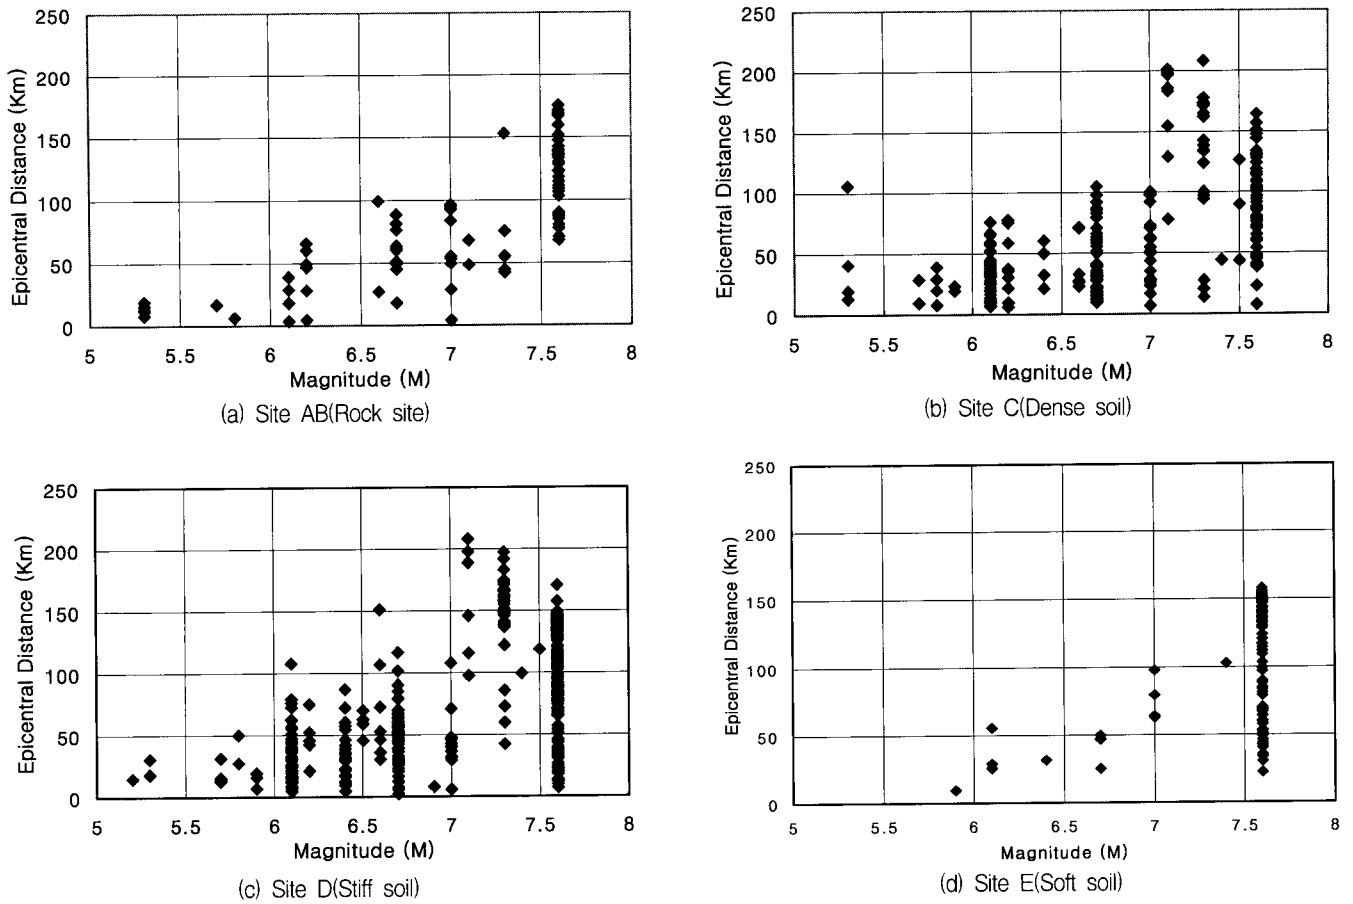 250
200
150
100
50
0
Epicentral Distance (Km)
5 5.5 6 6.5 7 7.5 8
Magnitude (M)
(a) Site AB(Rock site)
250
200
150
100
50
0
Epicentral Distance (Km)
5 5.5 6 6.5 7 7.5 8
Magnitude (M)
(b) Site C(Dense soil)
250
200
150
100
50
0
Epicentral Distance (Km)
5 5.5 6 6.5 7 7.5 8
Magnitude (M)
(c) Site D(Stiff soil)
250
200
150
100
50
0
Epicentral Distance (Km)
5 5.5 6 6.5 7 7.5 8
Magnitude (M)
(d) Site E(Soft soil)